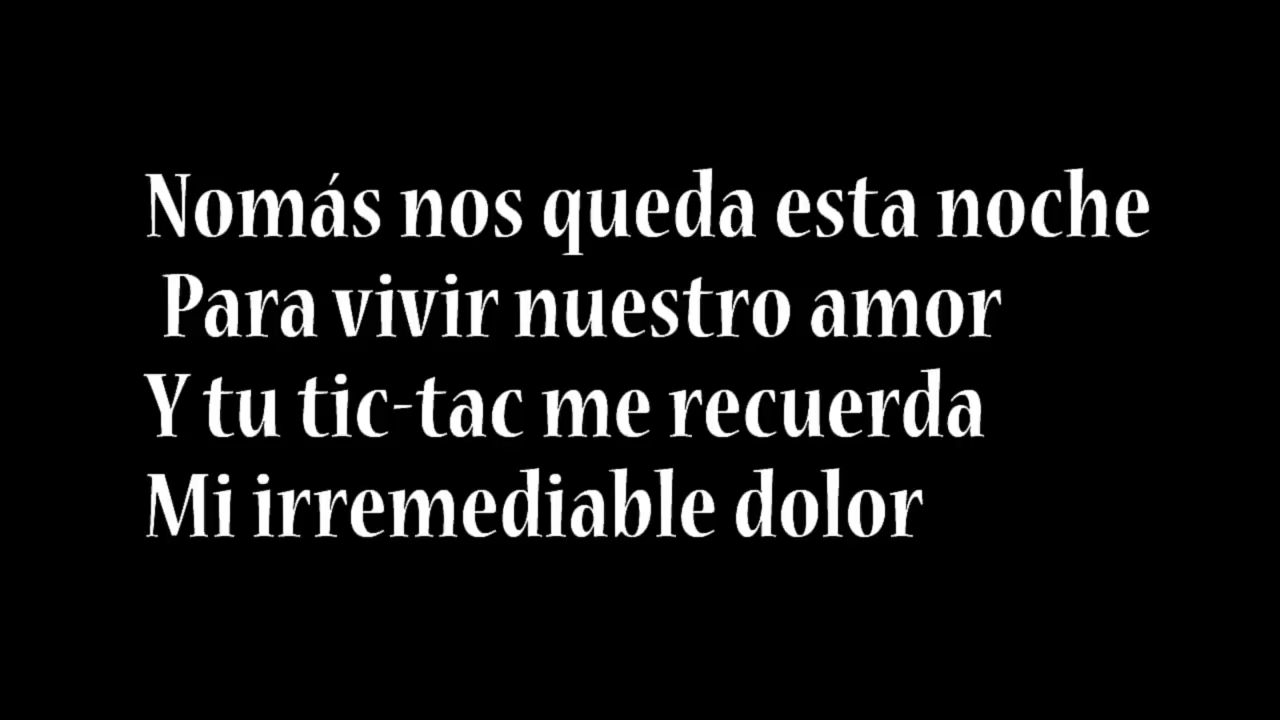 Nomás nos queda esta noche
Para vivir nuestro amor
Y tu tic-tac me recuerda
Mi irremediable dolor